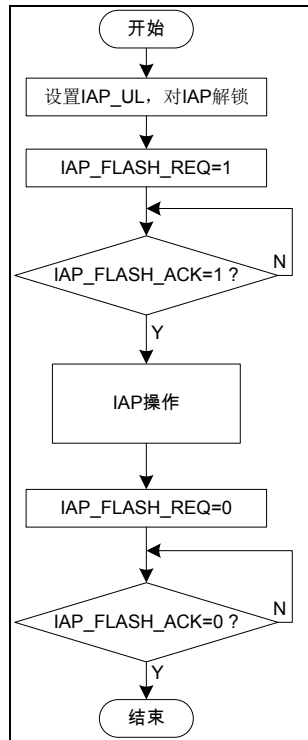 开始
设置IAP_UL，对IAP解锁
IAP_FLASH_REQ=1
IAP_FLASH_ACK=1 ?
N
Y
IAP操作
IAP_FLASH_REQ=0
IAP_FLASH_ACK=0 ?
N
Y
结束